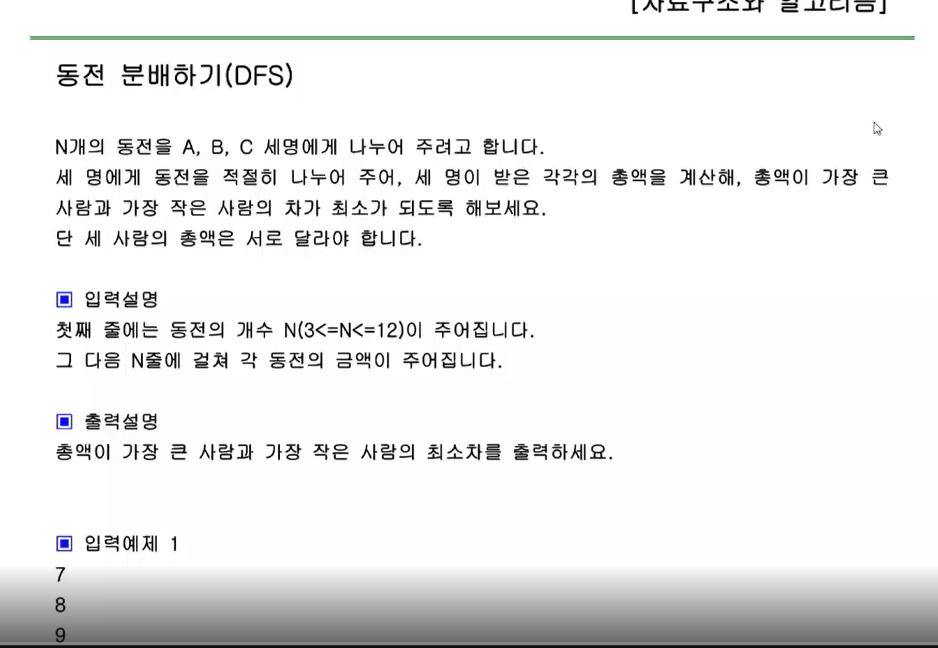 [자료구조와 알고리즘]
동전 분배하기(DFS)
N개의 동전을 A, B, C 세명에게 나누어 주려고 합니다.
세 명에게 동전을 적절히 나누어 주어, 세 명이 받은 각각의 총액을 계산해, 총액이 가장 큰
사람과 가장 작은 사람의 차가 최소가 되도록 해보세요.
단 세 사람의 총액은 서로 달라야 합니다.
▣ 입력설명
첫째 줄에는 동전의 개수 N(3<=N<=12)이 주어집니다.
그 다음 N줄에 걸쳐 각 동전의 금액이 주어집니다.
▣ 출력설명
총액이 가장 큰 사람과 가장 작은 사람의 최소차를 출력하세요.
▣ 입력예제 1
7
8
9